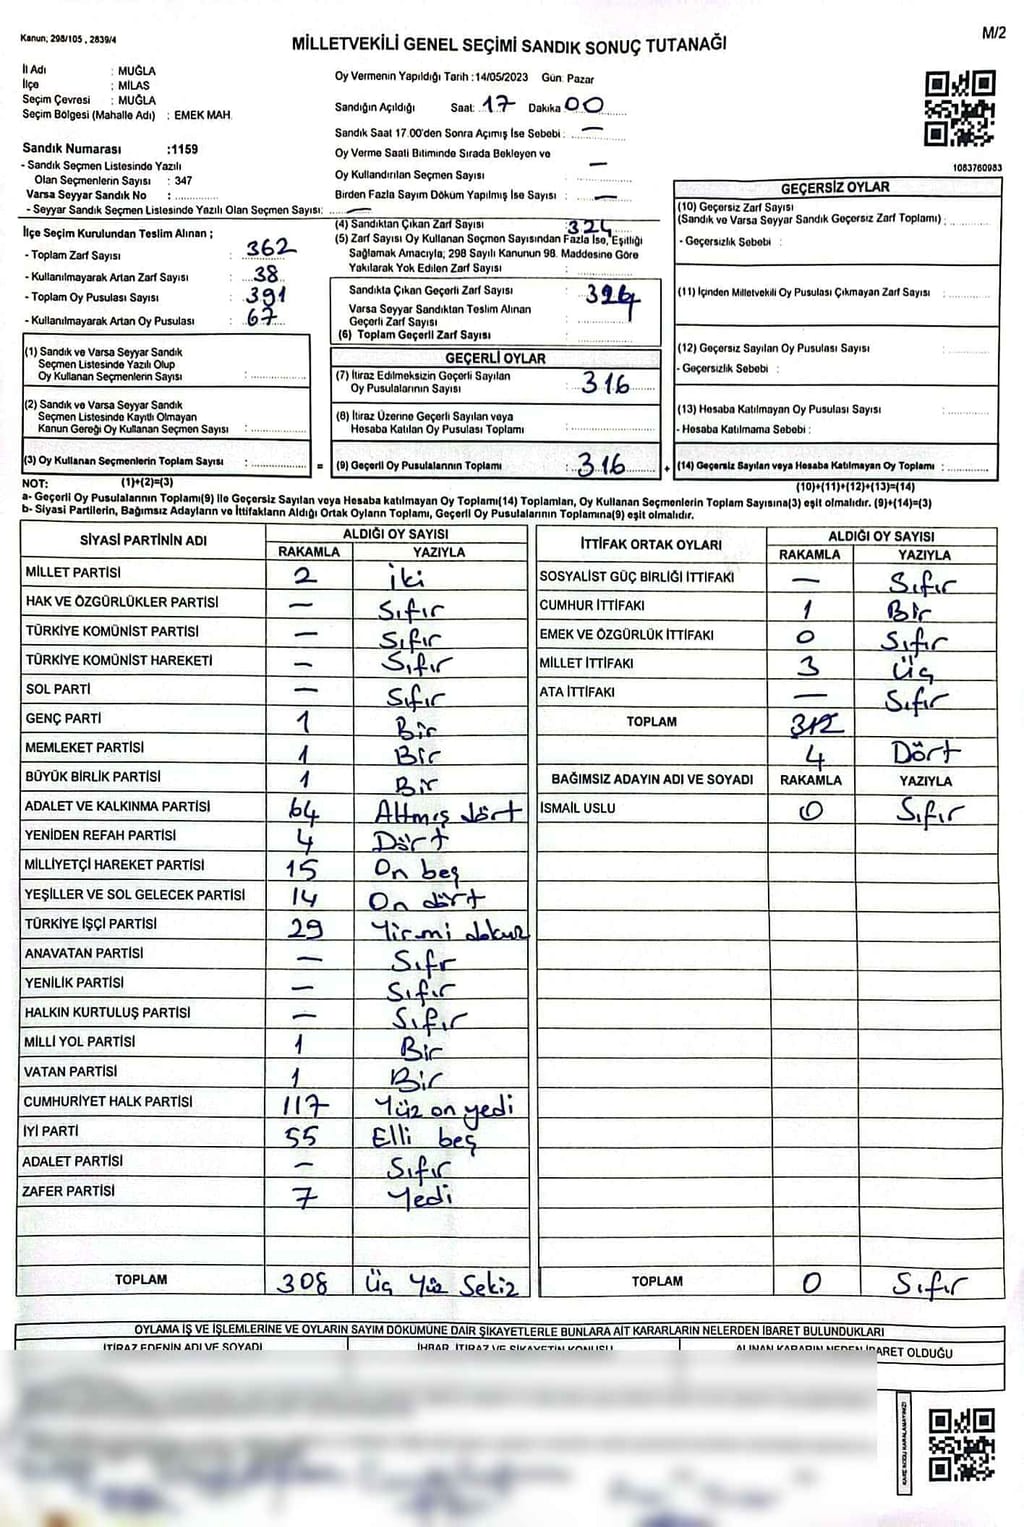 Kanun; 298/105 , 2839/4
M/2
MİLLETVEKİLİ GENEL SEÇİMİ SANDIK SONUÇ TUTANAĞI
İl Adı : MUĞLA
İlçe : MİLAS
Seçim Çevresi : MUĞLA
Seçim Bölgesi (Mahalle Adı) : EMEK MAH.
Sandık Numarası :1159
- Sandık Seçmen Listesinde Yazılı
Olan Seçmenlerin Sayısı : 347
Varsa Seyyar Sandık No :
- Seyyar Sandık Seçmen Listesinde Yazılı Olan Seçmen Sayısı: —
İlçe Seçim Kurulundan Teslim Alınan ;
- Toplam Zarf Sayısı : 362
- Kullanılmayarak Artan Zarf Sayısı : 38
- Toplam Oy Pusulası Sayısı : 391
- Kullanılmayarak Artan Oy Pusulası : 67
(1) Sandık ve Varsa Seyyar Sandık
Seçmen Listesinde Yazılı Olup
Oy Kullanan Seçmenlerin Sayısı :
(2) Sandık ve Varsa Seyyar Sandık
Seçmen Listesinde Kayıtlı Olmayan
Kanun Gereği Oy Kullanan Seçmen Sayısı :
(3) Oy Kullanan Seçmenlerin Toplam Sayısı :
Oy Vermenin Yapıldığı Tarih :14/05/2023 Gün: Pazar
Sandığın Açıldığı Saat: 17 Dakika 00
Sandık Saat 17.00'den Sonra Açımış İse Sebebi : —
Oy Verme Saati Bitiminde Sırada Bekleyen ve
Oy Kullandırılan Seçmen Sayısı —
Birden Fazla Sayım Döküm Yapılmış İse Sayısı : —
(4) Sandıktan Çıkan Zarf Sayısı : 324
(5) Zarf Sayısı Oy Kullanan Seçmen Sayısından Fazla İse, Eşitliği
Sağlamak Amacıyla; 298 Sayılı Kanunun 98. Maddesine Göre
Yakılarak Yok Edilen Zarf Sayısı :
Sandıkta Çıkan Geçerli Zarf Sayısı : 324
Varsa Seyyar Sandıktan Teslim Alınan
Geçerli Zarf Sayısı :
(6) Toplam Geçerli Zarf Sayısı :
GEÇERLİ OYLAR
(7) İtiraz Edilmeksizin Geçerli Sayılan
Oy Pusulalarının Sayısı : 316
(8) İtiraz Üzerine Geçerli Sayılan veya
Hesaba Katılan Oy Pusulası Toplamı :
= (9) Geçerli Oy Pusulalarının Toplamı : 316 +
1083760983
GEÇERSİZ OYLAR
(10) Geçersiz Zarf Sayısı
(Sandık ve Varsa Seyyar Sandık Geçersiz Zarf Toplamı) :
- Geçersizlik Sebebi :
(11) İçinden Milletvekili Oy Pusulası Çıkmayan Zarf Sayısı :
(12) Geçersiz Sayılan Oy Pusulası Sayısı :
- Geçersizlik Sebebi :
(13) Hesaba Katılmayan Oy Pusulası Sayısı :
- Hesaba Katılmama Sebebi :
(14) Geçersiz Sayılan veya Hesaba Katılmayan Oy Toplamı :
NOT: (1)+(2)=(3) (10)+(11)+(12)+(13)=(14)
a- Geçerli Oy Pusulalarının Toplamı(9) ile Geçersiz Sayılan veya Hesaba katılmayan Oy Toplamı(14) Toplamları, Oy Kullanan Seçmenlerin Toplam Sayısına(3) eşit olmalıdır. (9)+(14)=(3)
b- Siyasi Partilerin, Bağımsız Adayların ve İttifakların Aldığı Ortak Oyların Toplamı, Geçerli Oy Pusulalarının Toplamına(9) eşit olmalıdır.
SİYASİ PARTİNİN ADI ALDIĞI OY SAYISI
RAKAMLA YAZIYLA
MİLLET PARTİSİ 2 İki
HAK VE ÖZGÜRLÜKLER PARTİSİ — Sıfır
TÜRKİYE KOMÜNİST PARTİSİ — Sıfır
TÜRKİYE KOMÜNİST HAREKETİ — Sıfır
SOL PARTİ — Sıfır
GENÇ PARTİ 1 Bir
MEMLEKET PARTİSİ 1 Bir
BÜYÜK BİRLİK PARTİSİ 1 Bir
ADALET VE KALKINMA PARTİSİ 64 Altmış dört
YENİDEN REFAH PARTİSİ 4 Dört
MİLLİYETÇİ HAREKET PARTİSİ 15 On beş
YEŞİLLER VE SOL GELECEK PARTİSİ 14 On dört
TÜRKİYE İŞÇİ PARTİSİ 29 Yirmi dokuz
ANAVATAN PARTİSİ — Sıfr
YENİLİK PARTİSİ — Sıfır
HALKIN KURTULUŞ PARTİSİ — Sıfır
MİLLİ YOL PARTİSİ 1 Bir
VATAN PARTİSİ 1 Bir
CUMHURİYET HALK PARTİSİ 117 Yüz on yedi
İYİ PARTİ 55 Elli beş
ADALET PARTİSİ — Sıfır
ZAFER PARTİSİ 7 Yedi
TOPLAM 308 Üç Yüz Sekiz
İTTİFAK ORTAK OYLARI ALDIĞI OY SAYISI
RAKAMLA YAZIYLA
SOSYALİST GÜÇ BİRLİĞİ İTTİFAKI — Sıfır
CUMHUR İTTİFAKI 1 Bir
EMEK VE ÖZGÜRLÜK İTTİFAKI 0 Sıfır
MİLLET İTTİFAKI 3 Üç
ATA İTTİFAKI — Sıfır
TOPLAM 312
4 Dört
BAĞIMSIZ ADAYIN ADI VE SOYADI RAKAMLA YAZIYLA
İSMAİL USLU 0 Sıfır
TOPLAM 0 Sıfır
OYLAMA İŞ VE İŞLEMLERİNE VE OYLARIN SAYIM DÖKÜMÜNE DAİR ŞİKAYETLERLE BUNLARA AİT KARARLARIN NELERDEN İBARET BULUNDUKLARI
İTİRAZ EDENİN ADI VE SOYADI İHBAR, İTİRAZ VE ŞİKAYETİN KONUSU ALINAN KARARIN NEDEN İBARET OLDUĞU